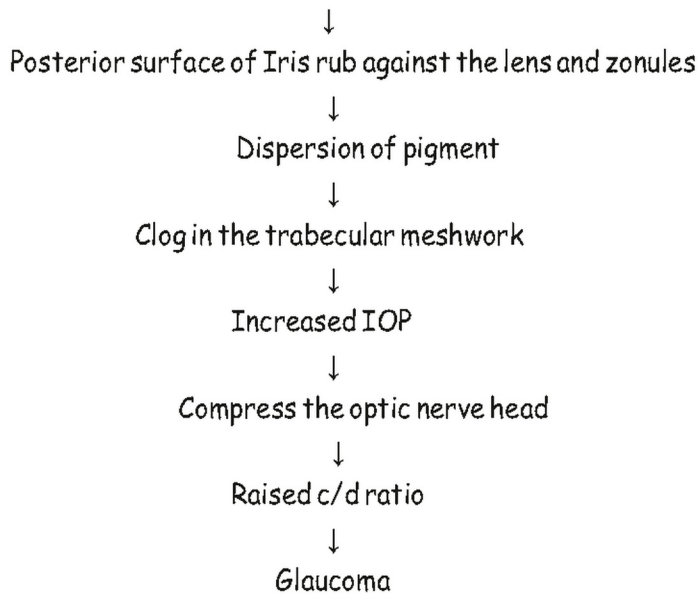 ↓
Posterior surface of Iris rub against the lens and zonules
↓
Dispersion of pigment
↓
Clog in the trabecular meshwork
↓
Increased IOP
↓
Compress the optic nerve head
↓
Raised c/d ratio
↓
Glaucoma